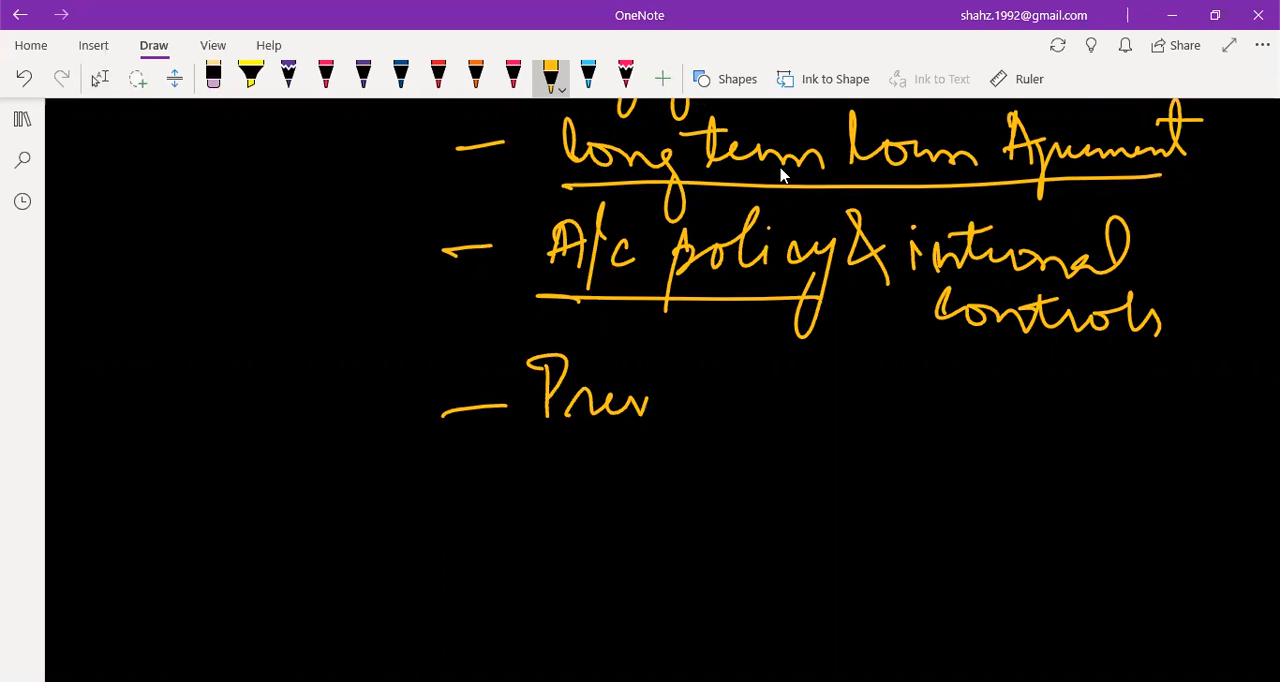 OneNote
shahz.1992@gmail.com
Home Insert Draw View Help
Share
Shapes Ink to Shape Ink to Text Ruler
- long term loan Agrument
- A/c policy & internal
controls
- Prev